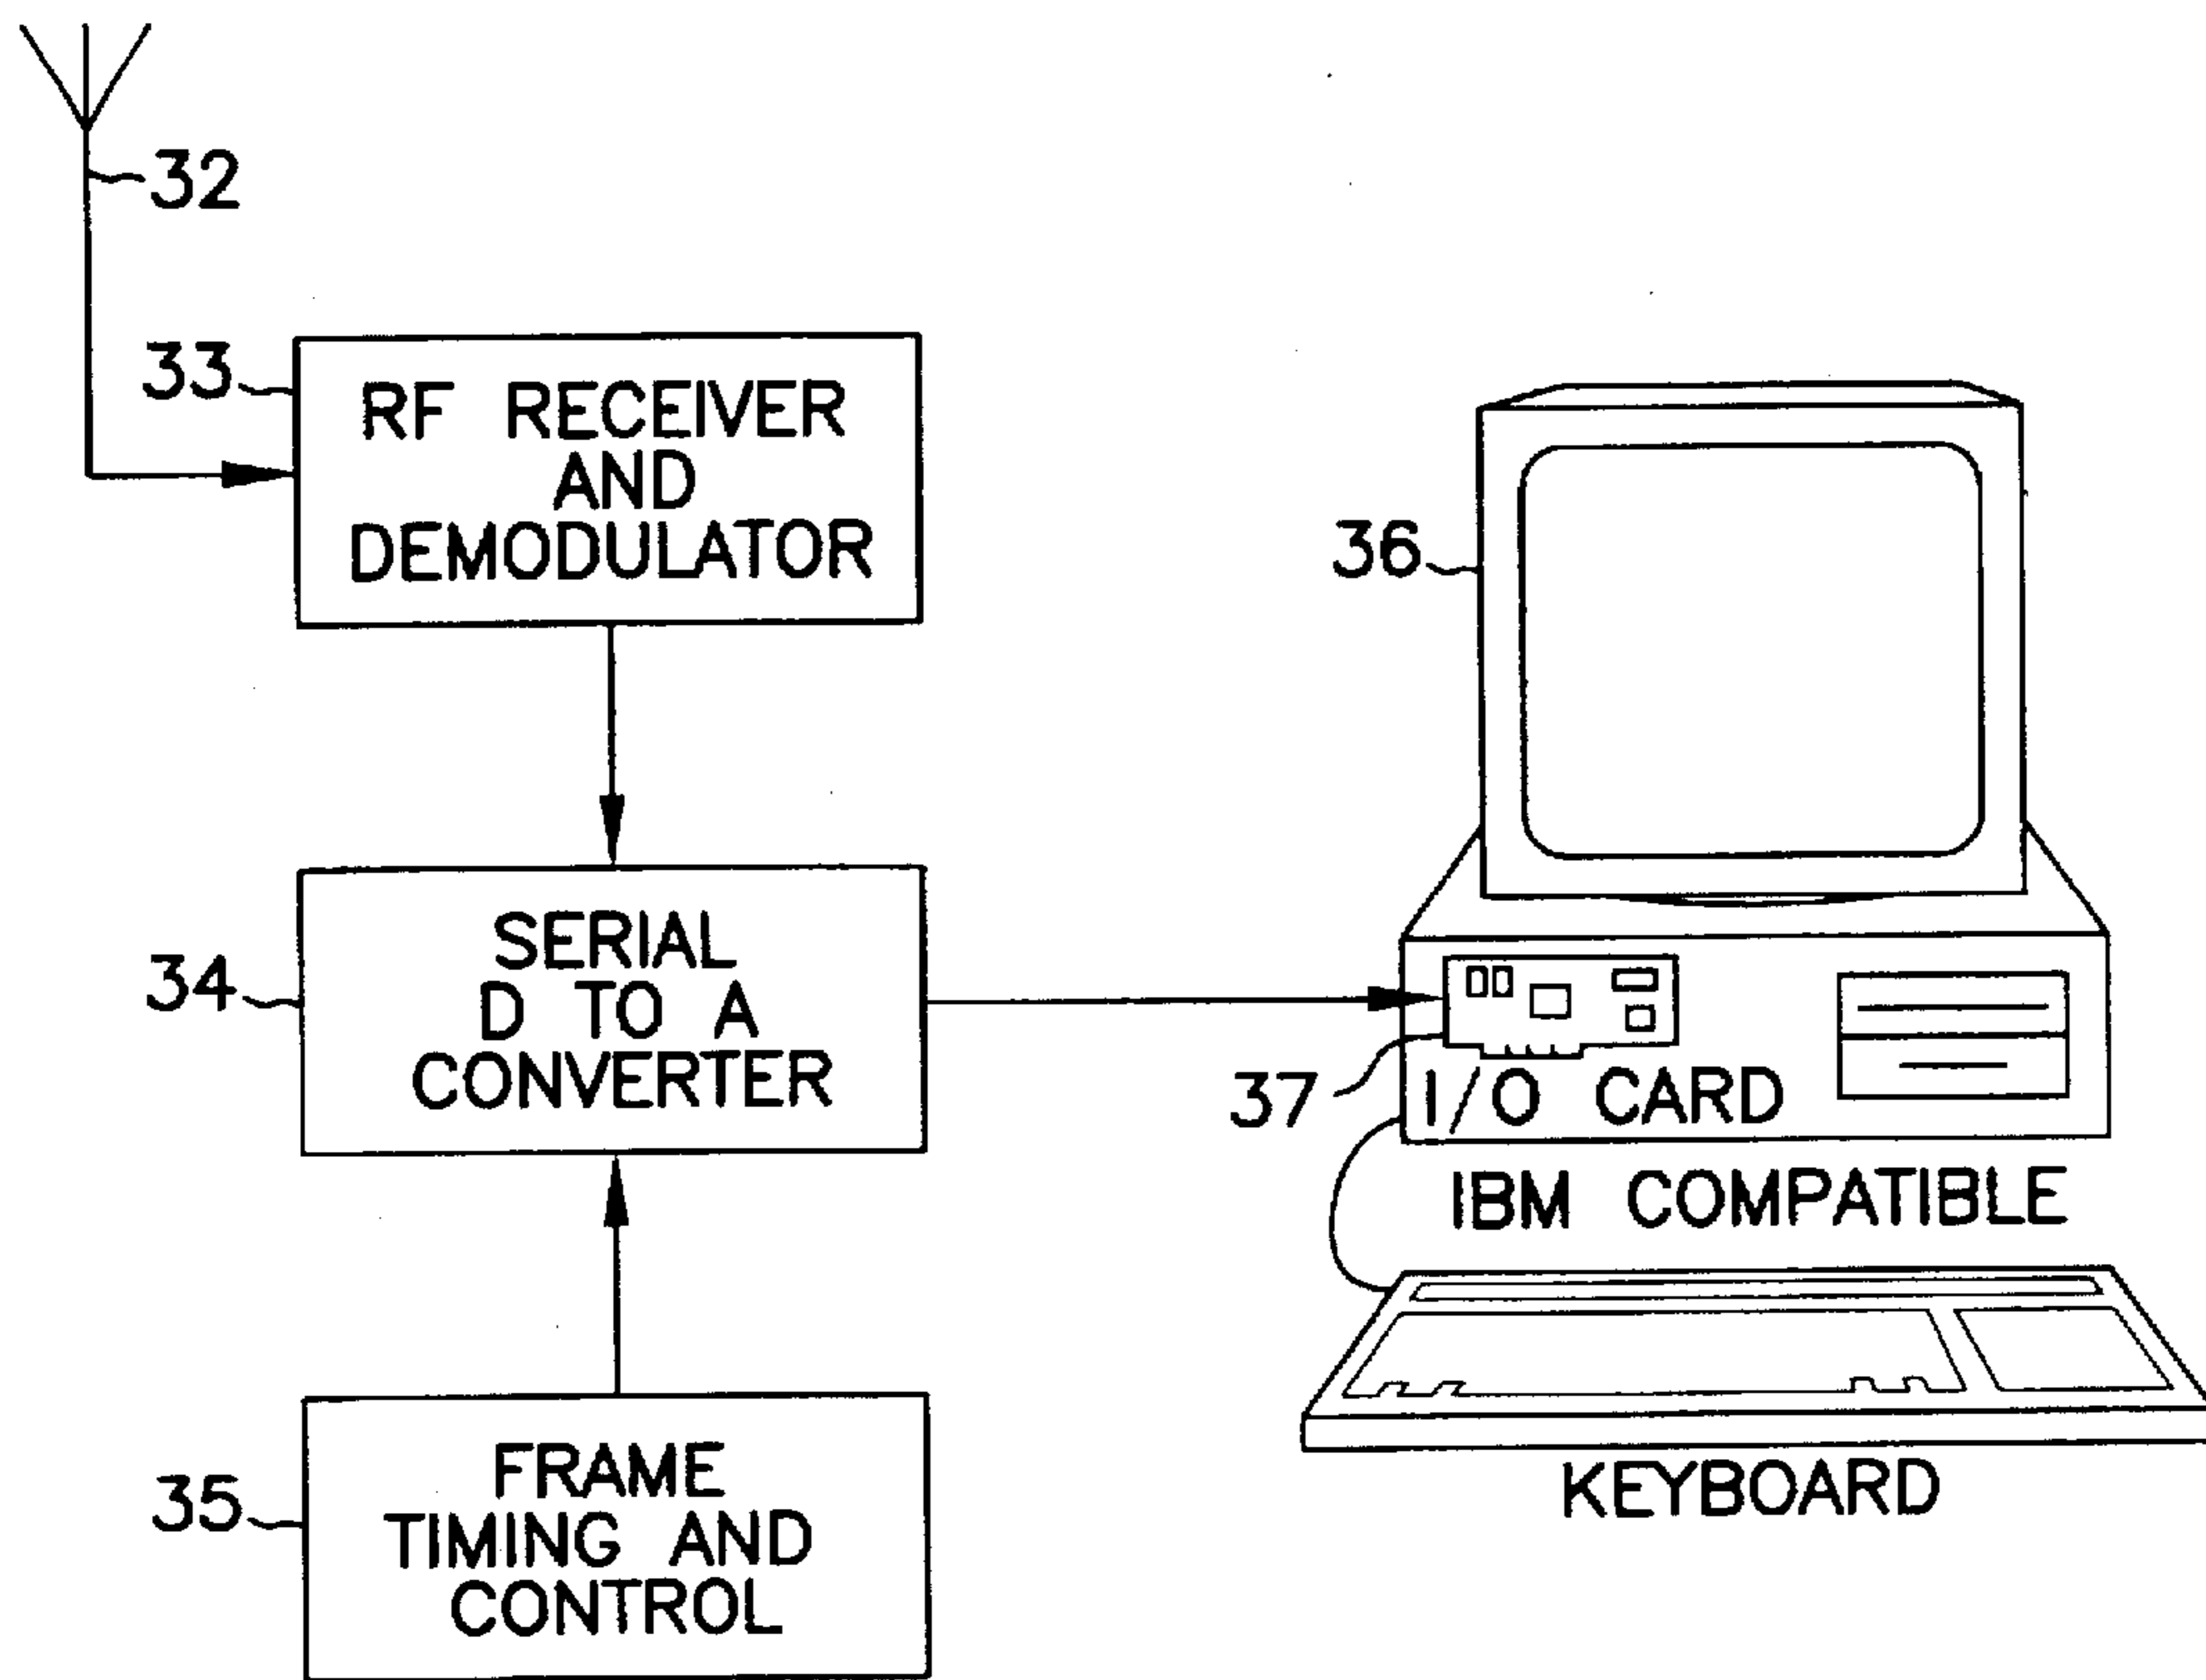 32
33
RF RECEIVER
AND
DEMODULATOR
36
34
SERIAL
D TO A
CONVERTER
37
I/O CARD
IBM COMPATIBLE
35
FRAME
TIMING AND
CONTROL
KEYBOARD